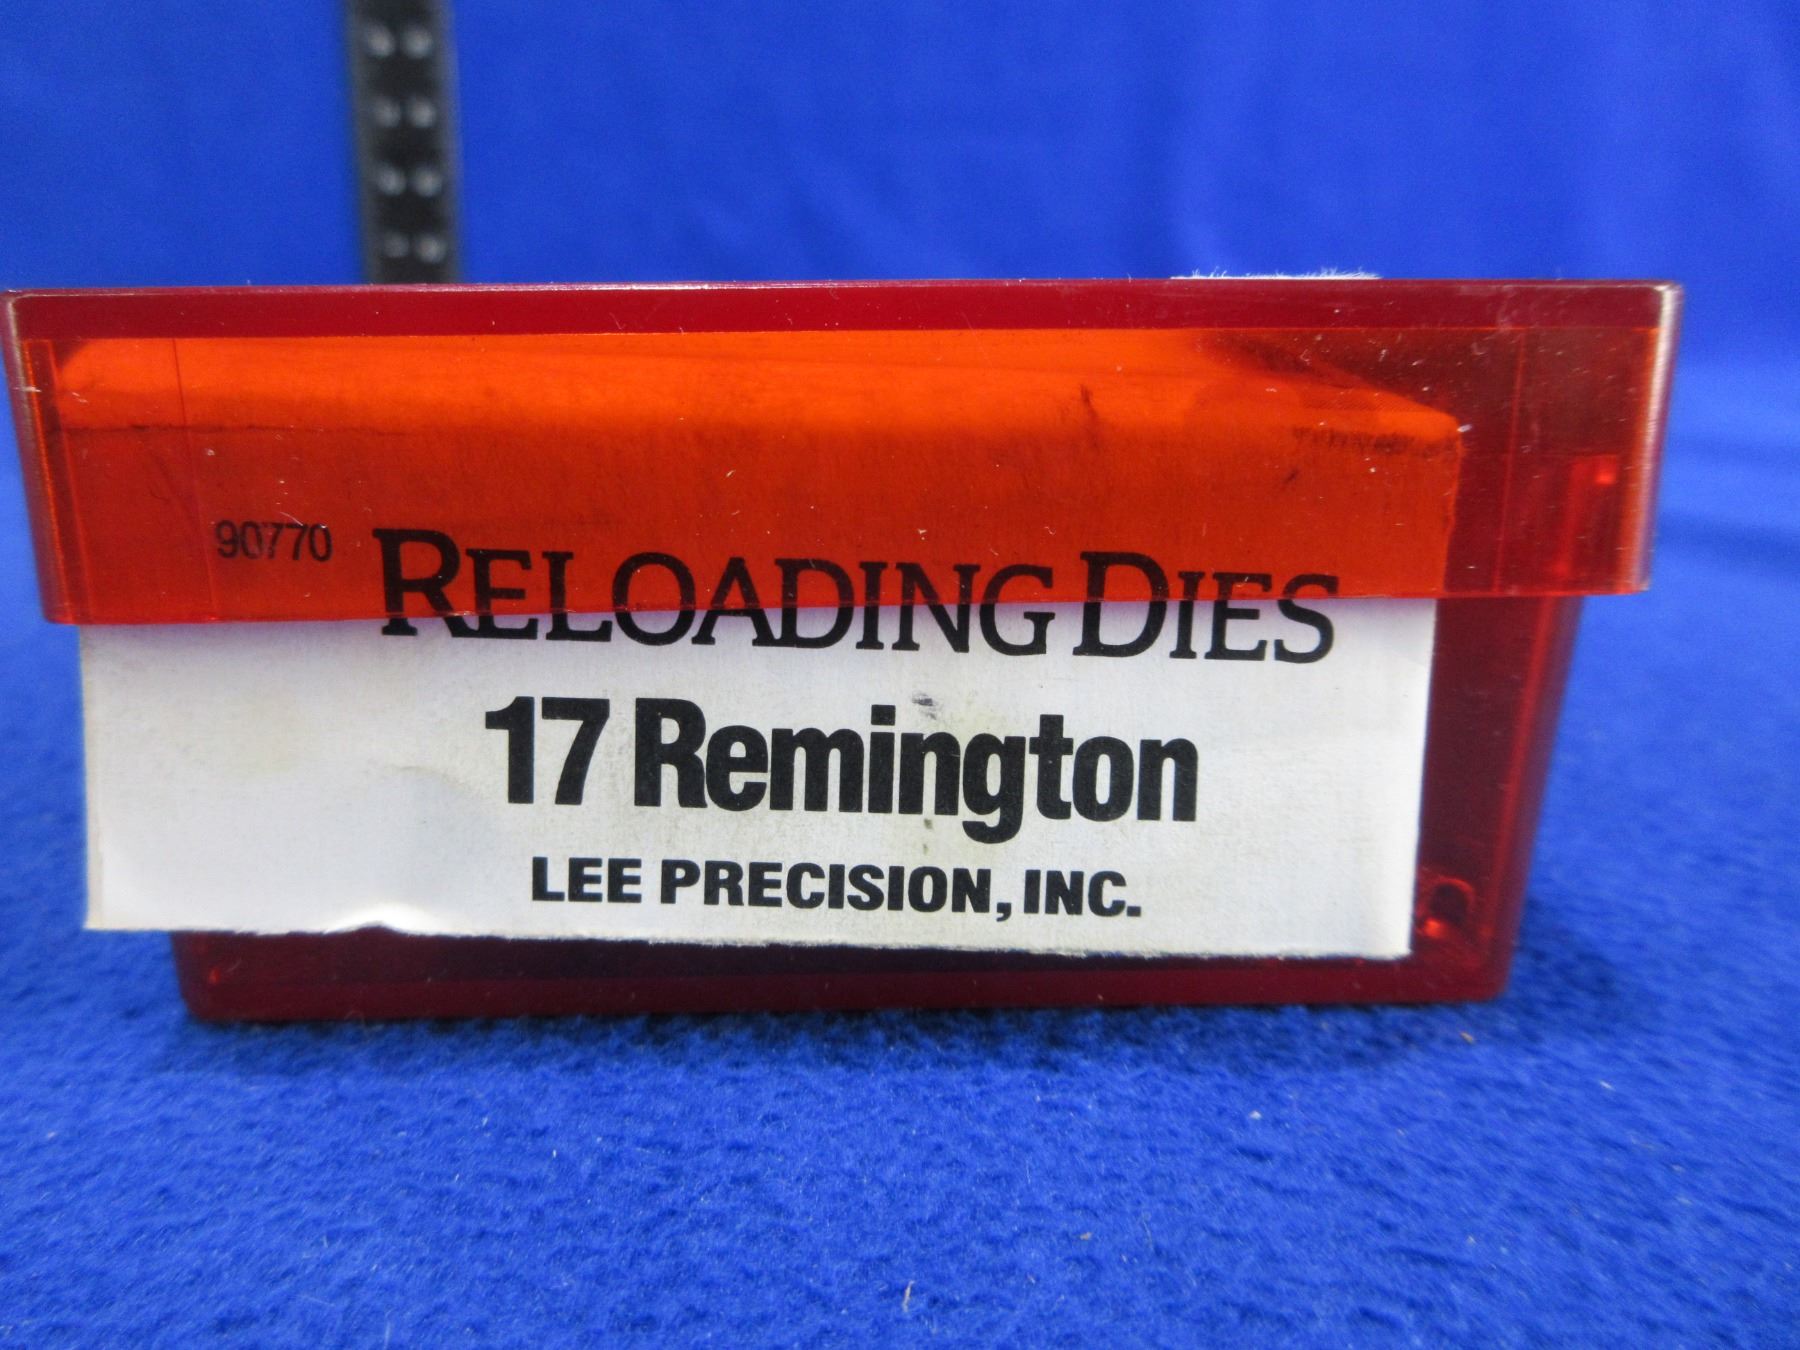 90770 RELOADING DIES
17 Remington
LEE PRECISION, INC.